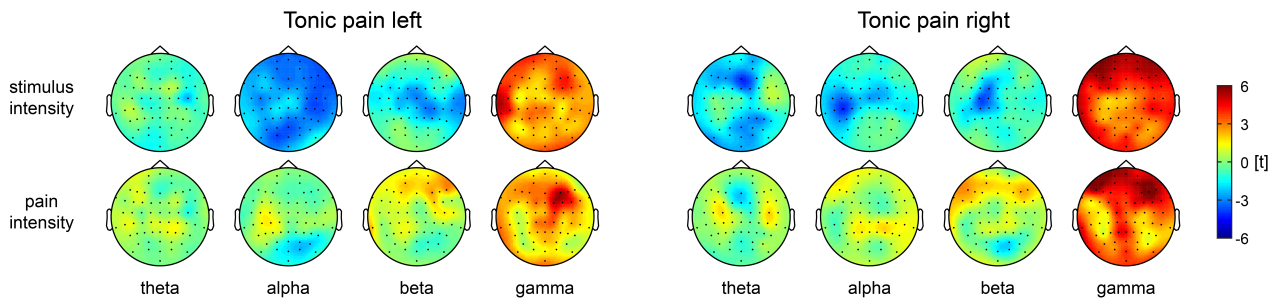 Tonic pain left
Tonic pain right
stimulus
intensity
pain
intensity
6
3
0 [t]
-3
-6
theta
alpha
beta
gamma
theta
alpha
beta
gamma